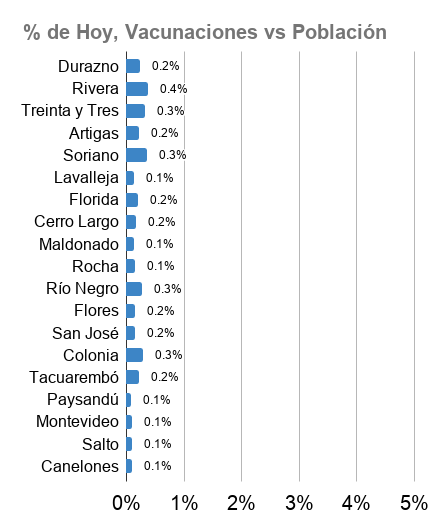 % de Hoy, Vacunaciones vs Población
Durazno 0.2%
Rivera 0.4%
Treinta y Tres 0.3%
Artigas 0.2%
Soriano 0.3%
Lavalleja 0.1%
Florida 0.2%
Cerro Largo 0.2%
Maldonado 0.1%
Rocha 0.1%
Río Negro 0.3%
Flores 0.2%
San José 0.2%
Colonia 0.3%
Tacuarembó 0.2%
Paysandú 0.1%
Montevideo 0.1%
Salto 0.1%
Canelones 0.1%
0% 1% 2% 3% 4% 5%